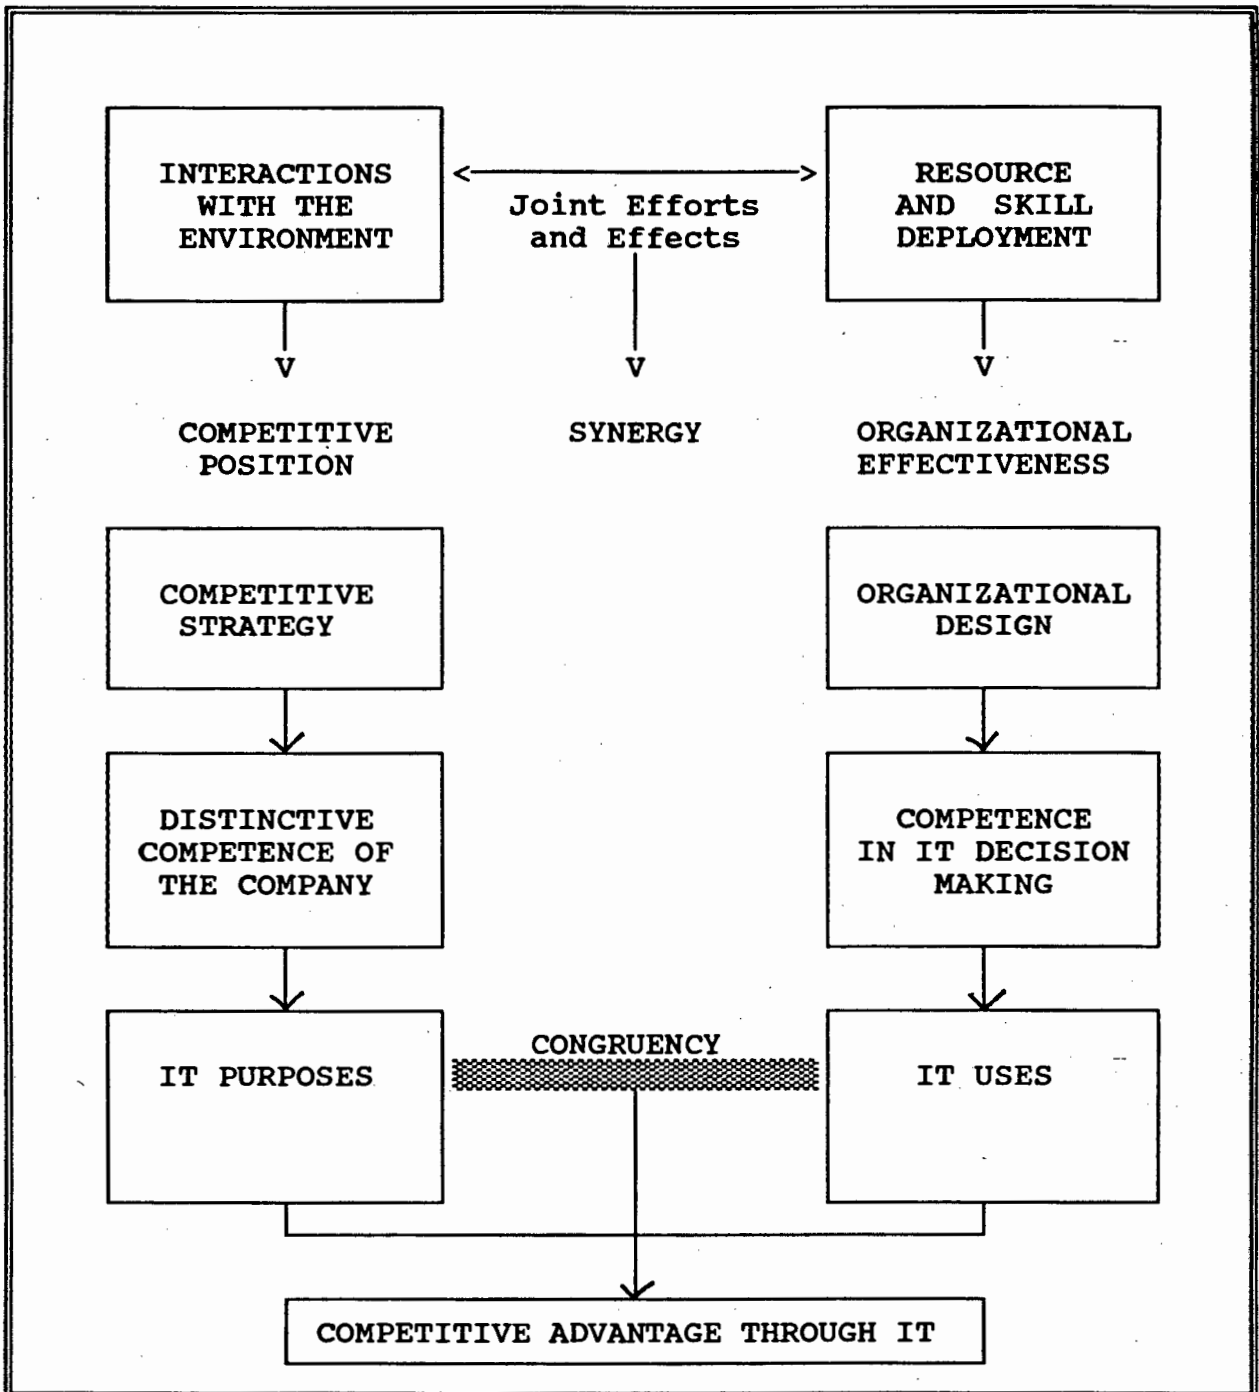 INTERACTIONS
WITH THE
ENVIRONMENT
Joint Efforts
and Effects
RESOURCE
AND SKILL
DEPLOYMENT
COMPETITIVE
POSITION
SYNERGY
ORGANIZATIONAL
EFFECTIVENESS
COMPETITIVE
STRATEGY
ORGANIZATIONAL
DESIGN
DISTINCTIVE
COMPETENCE OF
THE COMPANY
COMPETENCE
IN IT DECISION
MAKING
IT PURPOSES
CONGRUENCY
IT USES
COMPETITIVE ADVANTAGE THROUGH IT